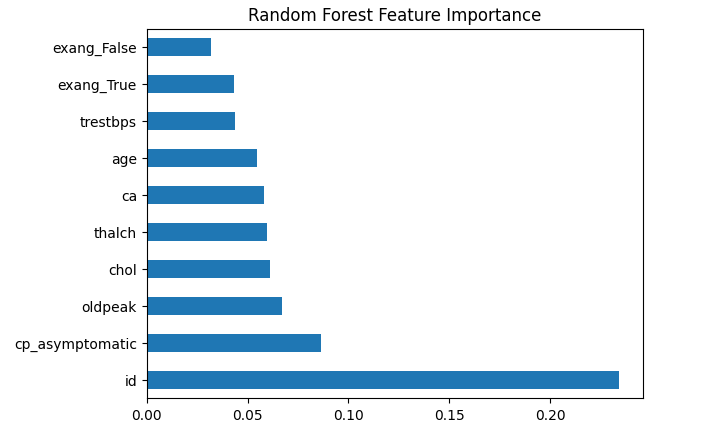 Random Forest Feature Importance
exang_False
exang_True
trestbps
age
ca
thalch
chol
oldpeak
cp_asymptomatic
id
0.00 0.05 0.10 0.15 0.20